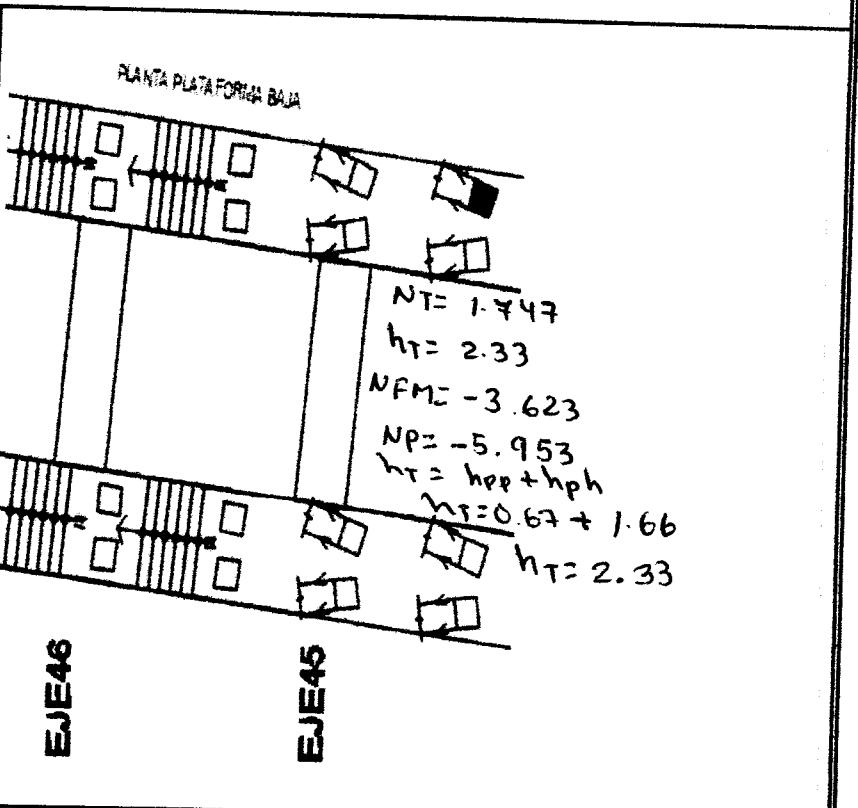 PLANTA PLATAFORMA BAJA
NT= 1.747
hT= 2.33
NFM= -3.623
NP= -5.953
hT= hpp+hph
hT=0.67 + 1.66
hT= 2.33
EJE46
EJE45